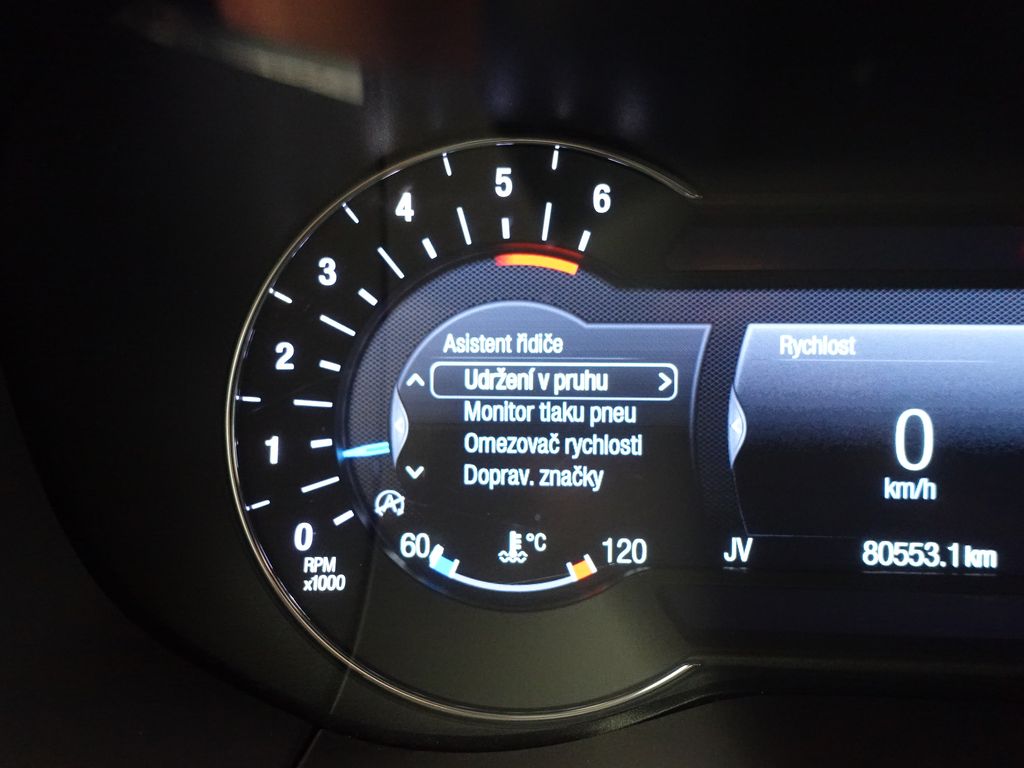 6
5
4
3
2
1
0
RPM
x1000
Asistent řidiče
Udržení v pruhu
Monitor tlaku pneu
Omezovač rychlosti
Doprav. značky
A
60 °C 120
Rychlost
0
km/h
JV 80553.1 km